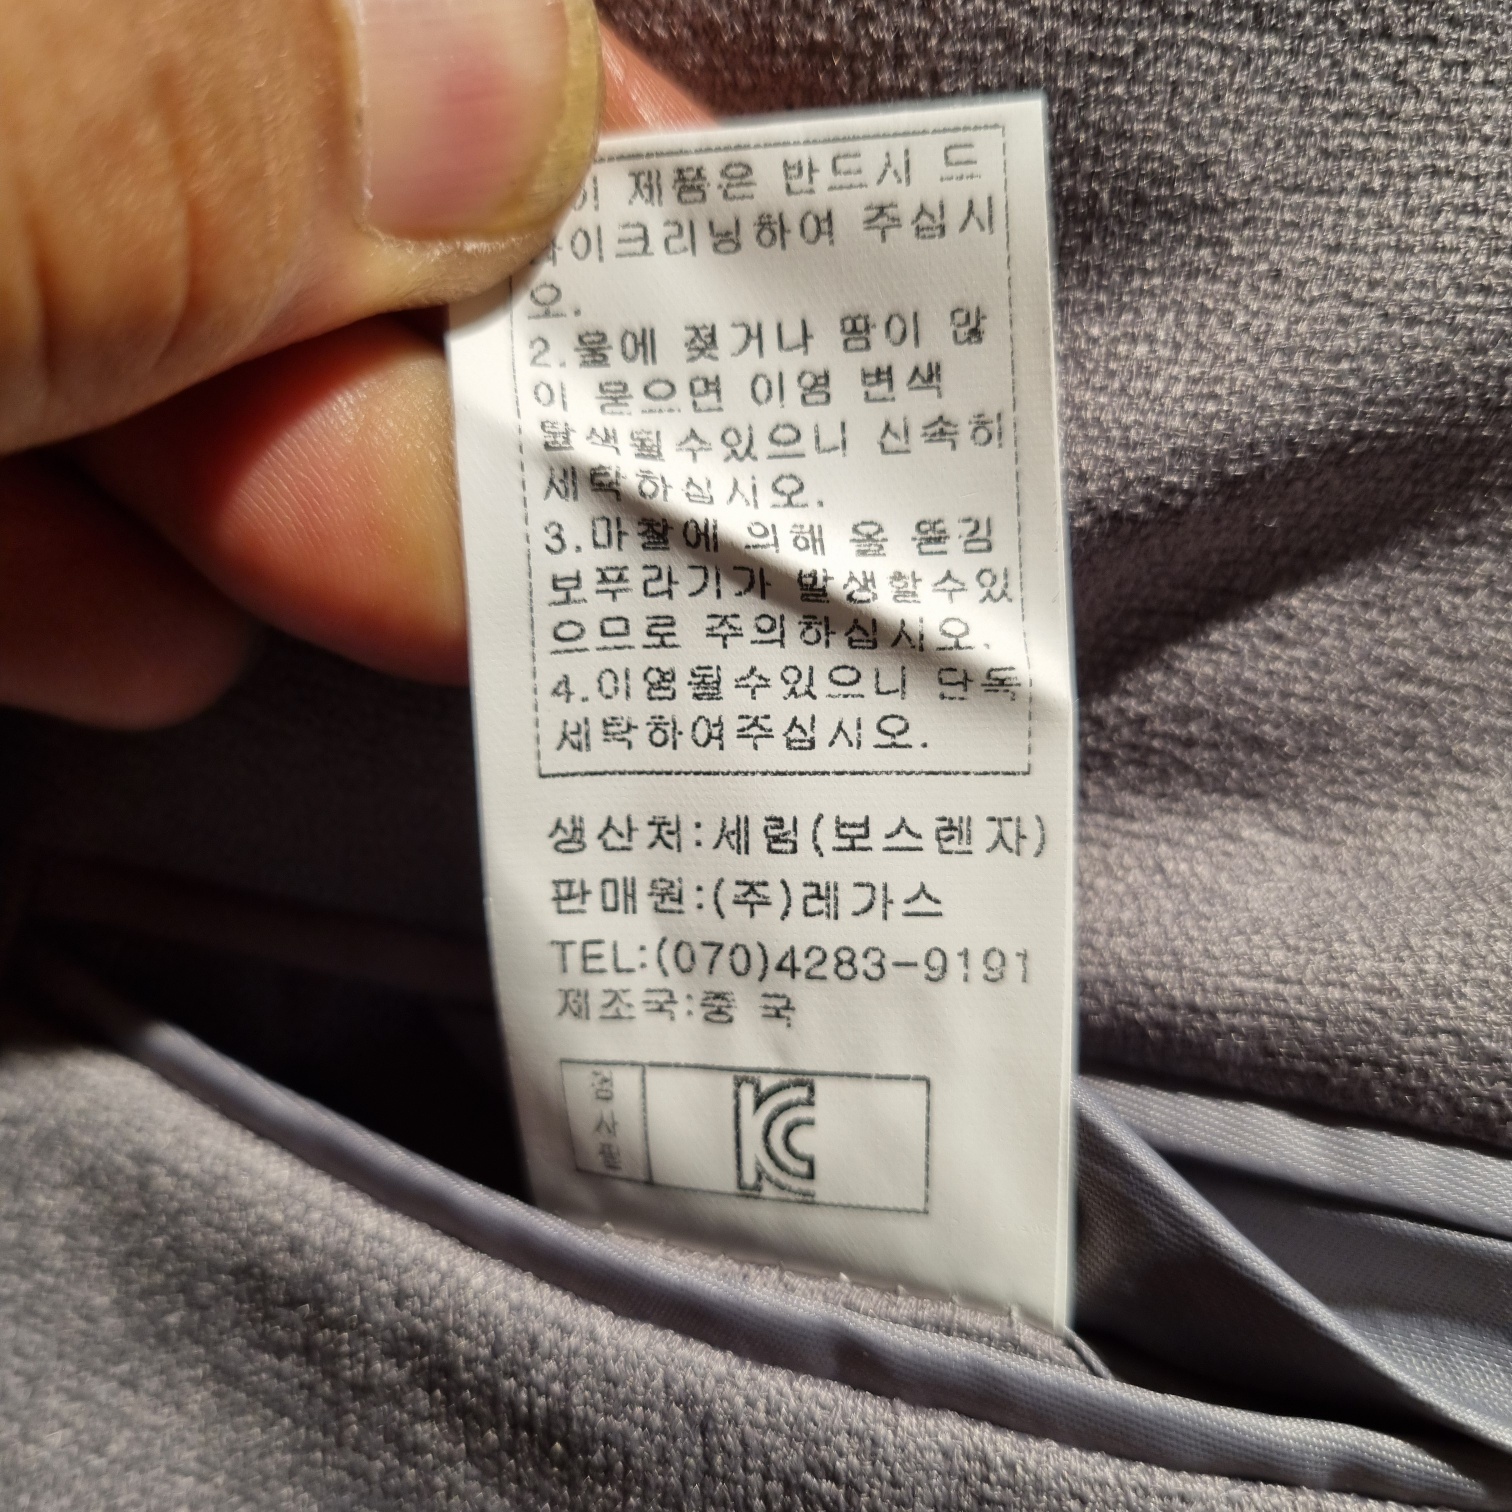 이 제품은 반드시 드
라이크리닝하여 주십시
오.
2.물에 젖거나 땀이 많
이 묻으면 이염 변색
탈색될수있으니 신속히
세탁하십시오.
3.마찰에 의해 올 뜯김
보푸라기가 발생할수있
으므로 주의하십시오.
4.이염될수있으니 단독
세탁하여주십시오.
생산처:세림(보스렌자)
판매원:(주)레가스
TEL:(070)4283-9191
제조국:중 국
검사필
KC